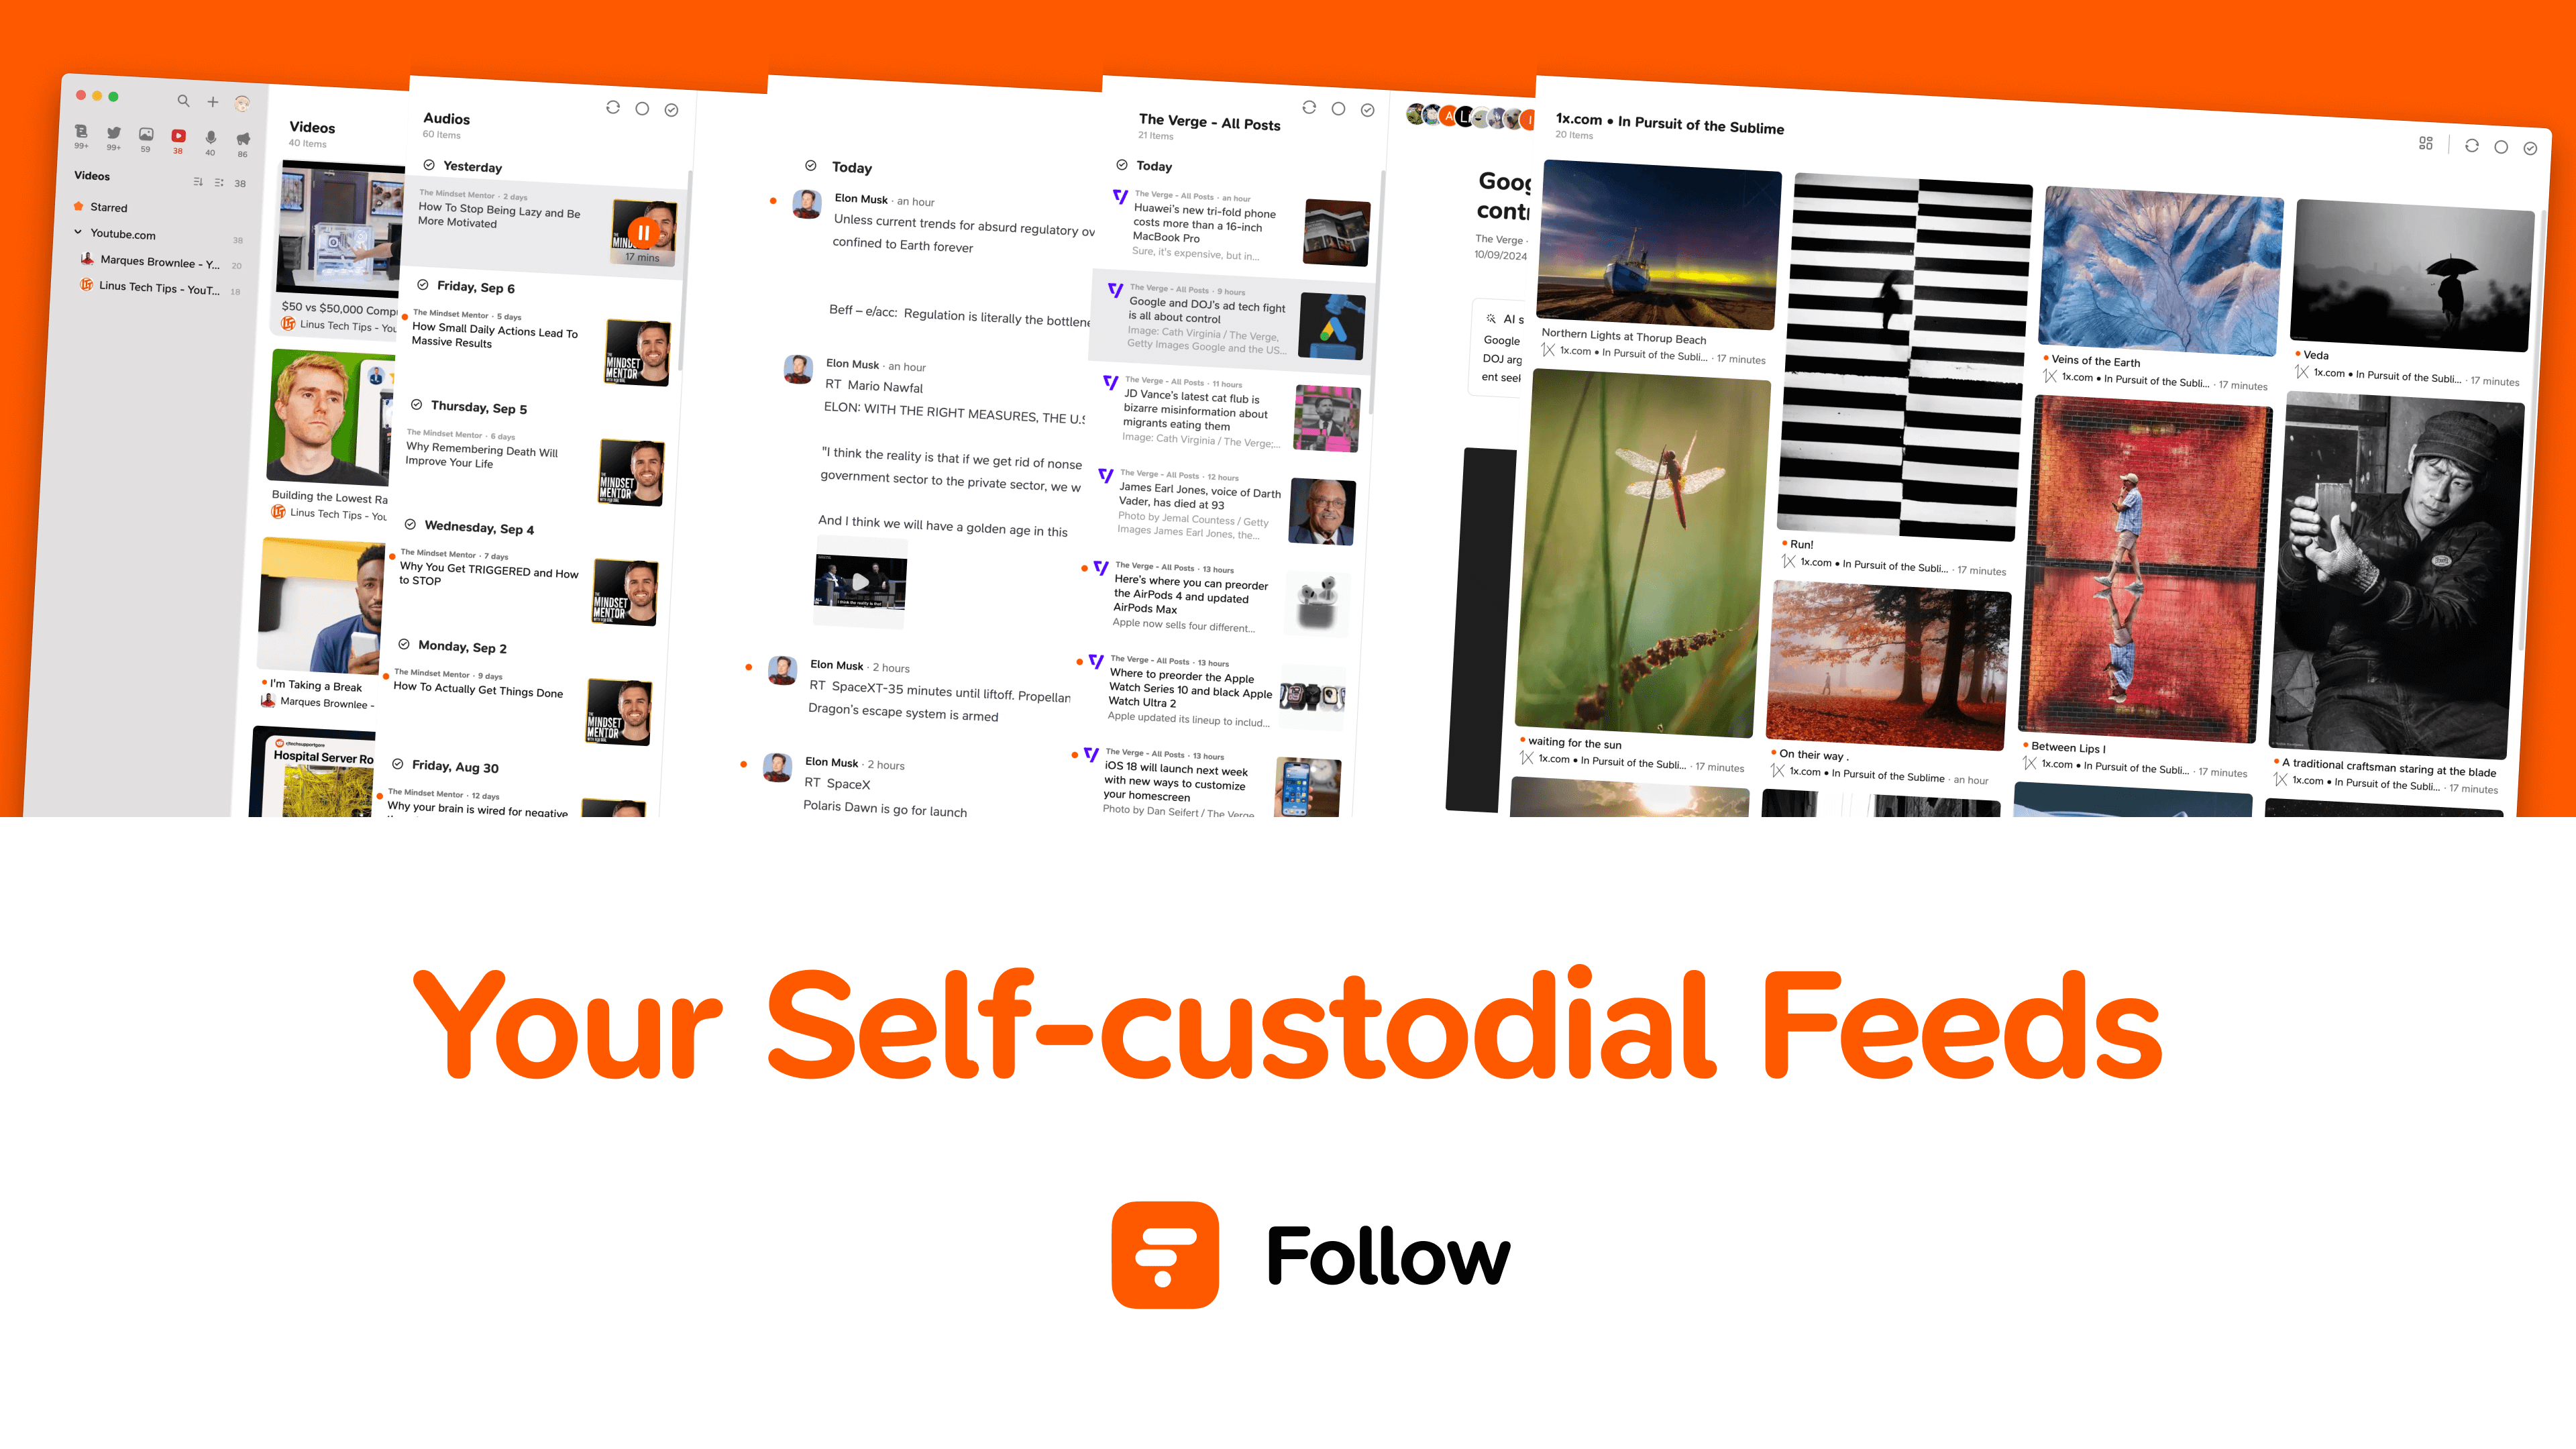 99+
99+
59
38
40
86
Videos
38
Starred
Youtube.com
38
Marques Brownlee - Y...
20
Linus Tech Tips - YouT...
18
Videos
40 Items
$50 vs $50,000 Comp
Linus Tech Tips - You
Building the Lowest Ra
Linus Tech Tips - You
I'm Taking a Break
Marques Brownlee -
Hospital Server Ro
Audios
60 Items
Yesterday
The Mindset Mentor · 2 days
How To Stop Being Lazy and Be
More Motivated
17 mins
Friday, Sep 6
The Mindset Mentor · 5 days
How Small Daily Actions Lead To
Massive Results
THE
MINDSET
MENTOR
Thursday, Sep 5
The Mindset Mentor · 6 days
Why Remembering Death Will
Improve Your Life
THE
MINDSET
MENTOR
Wednesday, Sep 4
The Mindset Mentor · 7 days
Why You Get TRIGGERED and How
to STOP
THE
MINDSET
MENTOR
Monday, Sep 2
The Mindset Mentor · 9 days
How To Actually Get Things Done
THE
MINDSET
MENTOR
Friday, Aug 30
The Mindset Mentor · 12 days
Why your brain is wired for negative
Today
Elon Musk · an hour
Unless current trends for absurd regulatory ov
confined to Earth forever
Beff – e/acc: Regulation is literally the bottlene
Elon Musk · an hour
RT Mario Nawfal
ELON: WITH THE RIGHT MEASURES, THE U.S
"I think the reality is that if we get rid of nonse
government sector to the private sector, we w
And I think we will have a golden age in this
Elon Musk · 2 hours
RT SpaceXT-35 minutes until liftoff. Propellan
Dragon's escape system is armed
Elon Musk · 2 hours
RT SpaceX
Polaris Dawn is go for launch
The Verge - All Posts
21 Items
Today
The Verge - All Posts · an hour
Huawei's new tri-fold phone
costs more than a 16-inch
MacBook Pro
Sure, it's expensive, but in...
The Verge - All Posts · 9 hours
Google and DOJ's ad tech fight
is all about control
Image: Cath Virginia / The Verge,
Getty Images Google and the US...
The Verge - All Posts · 11 hours
JD Vance's latest cat flub is
bizarre misinformation about
migrants eating them
Image: Cath Virginia / The Verge;...
The Verge - All Posts · 12 hours
James Earl Jones, voice of Darth
Vader, has died at 93
Photo by Jemal Countess / Getty
Images James Earl Jones, the...
The Verge - All Posts · 13 hours
Here's where you can preorder
the AirPods 4 and updated
AirPods Max
Apple now sells four different...
The Verge - All Posts · 13 hours
Where to preorder the Apple
Watch Series 10 and black Apple
Watch Ultra 2
Apple updated its lineup to includ...
The Verge - All Posts · 13 hours
iOS 18 will launch next week
with new ways to customize
your homescreen
Photo by Dan Seifert / The Verge
Goog
contr
The Verge ·
10/09/2024
AI s
Google
DOJ arg
ent seek
1x.com • In Pursuit of the Sublime
20 Items
Northern Lights at Thorup Beach
1x.com • In Pursuit of the Subli... · 17 minutes
waiting for the sun
1x.com • In Pursuit of the Subli... · 17 minutes
Run!
1x.com • In Pursuit of the Subli... · 17 minutes
On their way .
1x.com • In Pursuit of the Sublime · an hour
Veins of the Earth
1x.com • In Pursuit of the Subli... · 17 minutes
Between Lips I
1x.com • In Pursuit of the Subli... · 17 minutes
Veda
1x.com • In Pursuit of the Subli... · 17 minutes
A traditional craftsman staring at the blade
1x.com • In Pursuit of the Subli... · 17 minutes
Your Self-custodial Feeds
Follow